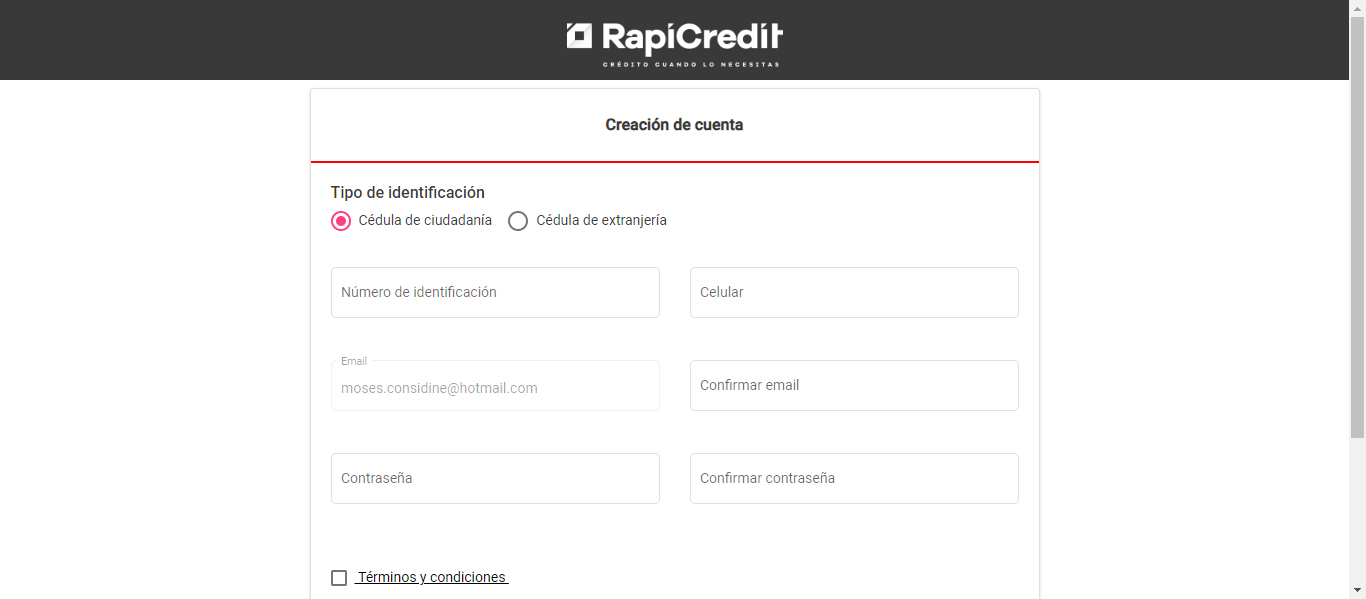 RapiCredit
CRÉDITO CUANDO LO NECESITAS
Creación de cuenta
Tipo de identificación
Cédula de ciudadanía Cédula de extranjería
Número de identificación Celular
Email
moses.considine@hotmail.com Confirmar email
Contraseña Confirmar contraseña
Términos y condiciones